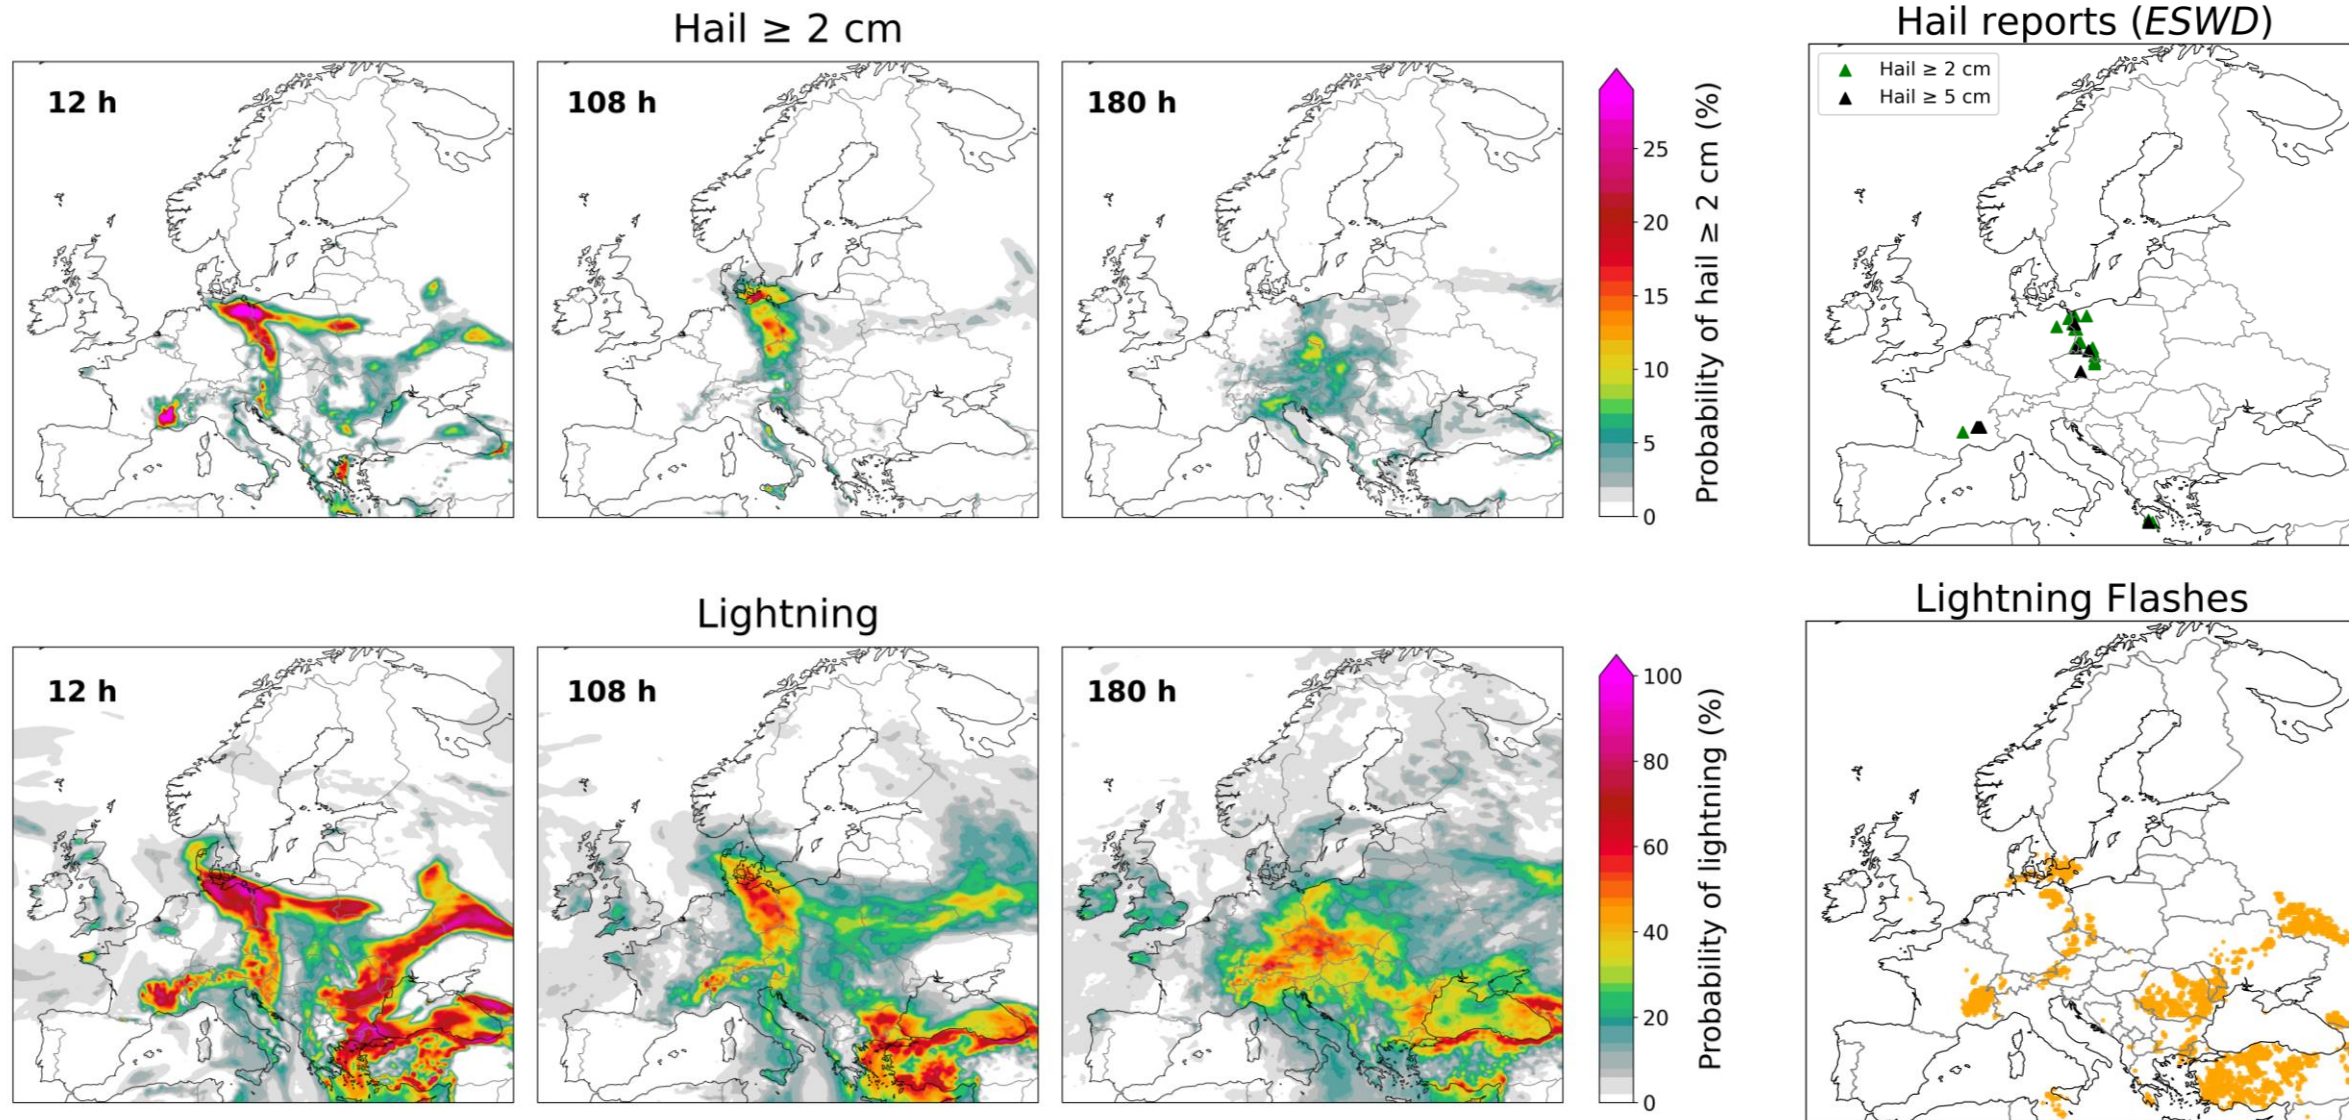 Hail ≥ 2 cm
12 h
108 h
180 h
25
20
15
10
5
0
Probability of hail ≥ 2 cm (%)
Hail reports (ESWD)
Hail ≥ 2 cm
Hail ≥ 5 cm
Lightning
12 h
108 h
180 h
100
80
60
40
20
0
Probability of lightning (%)
Lightning Flashes